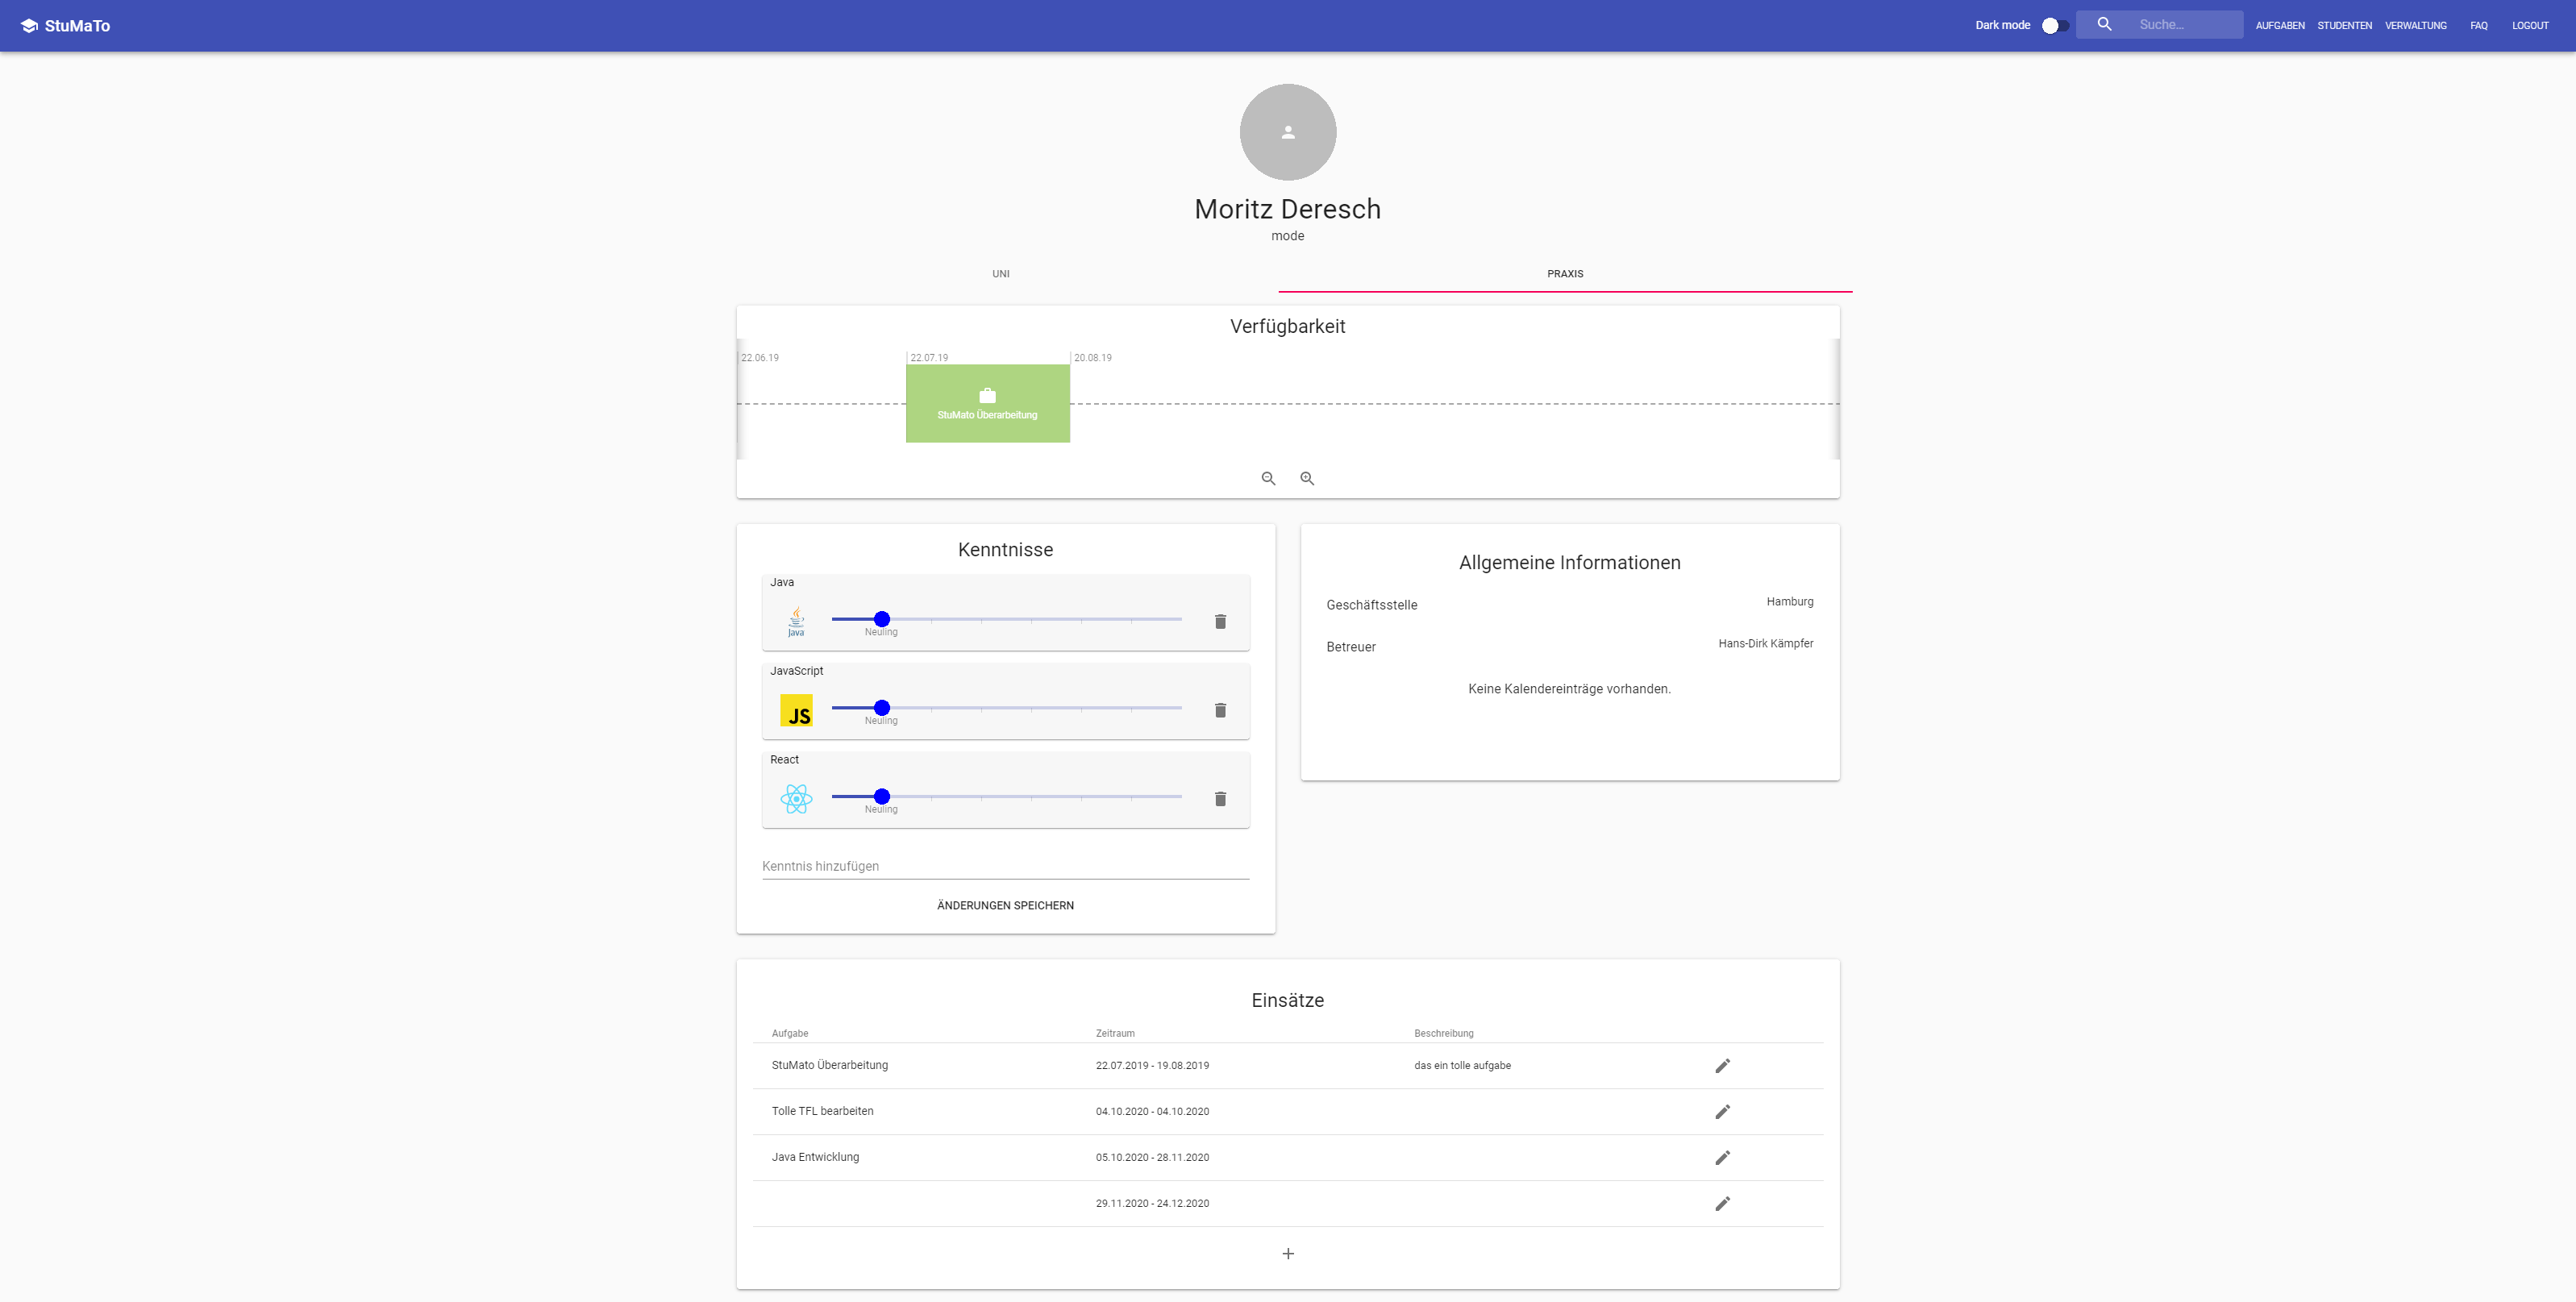 StuMaTo
Dark mode
Suche...
AUFGABEN STUDENTEN VERWALTUNG FAQ LOGOUT
Moritz Deresch
mode
UNI PRAXIS
Verfügbarkeit
22.06.19 22.07.19 20.08.19
StuMato Überarbeitung
Kenntnisse
Java
Java
Neuling
JavaScript
JS
Neuling
React
Neuling
Kenntnis hinzufügen
ÄNDERUNGEN SPEICHERN
Allgemeine Informationen
Geschäftsstelle Hamburg
Betreuer Hans-Dirk Kämpfer
Keine Kalendereinträge vorhanden.
Einsätze
Aufgabe Zeitraum Beschreibung
StuMato Überarbeitung 22.07.2019 - 19.08.2019 das ein tolle aufgabe
Tolle TFL bearbeiten 04.10.2020 - 04.10.2020
Java Entwicklung 05.10.2020 - 28.11.2020
29.11.2020 - 24.12.2020